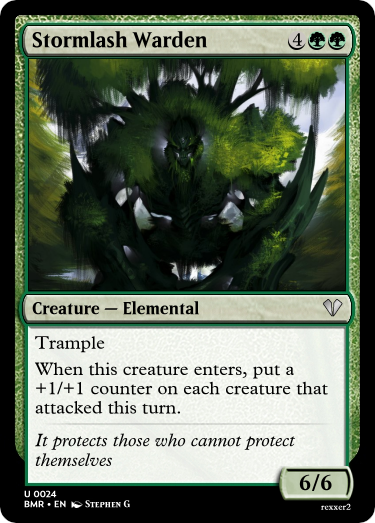 Stormlash Warden 4
Creature — Elemental
Trample
When this creature enters, put a
+1/+1 counter on each creature that
attacked this turn.
It protects those who cannot protect
themselves
6/6
U 0024
BMR • EN Stephen G
rexxer2